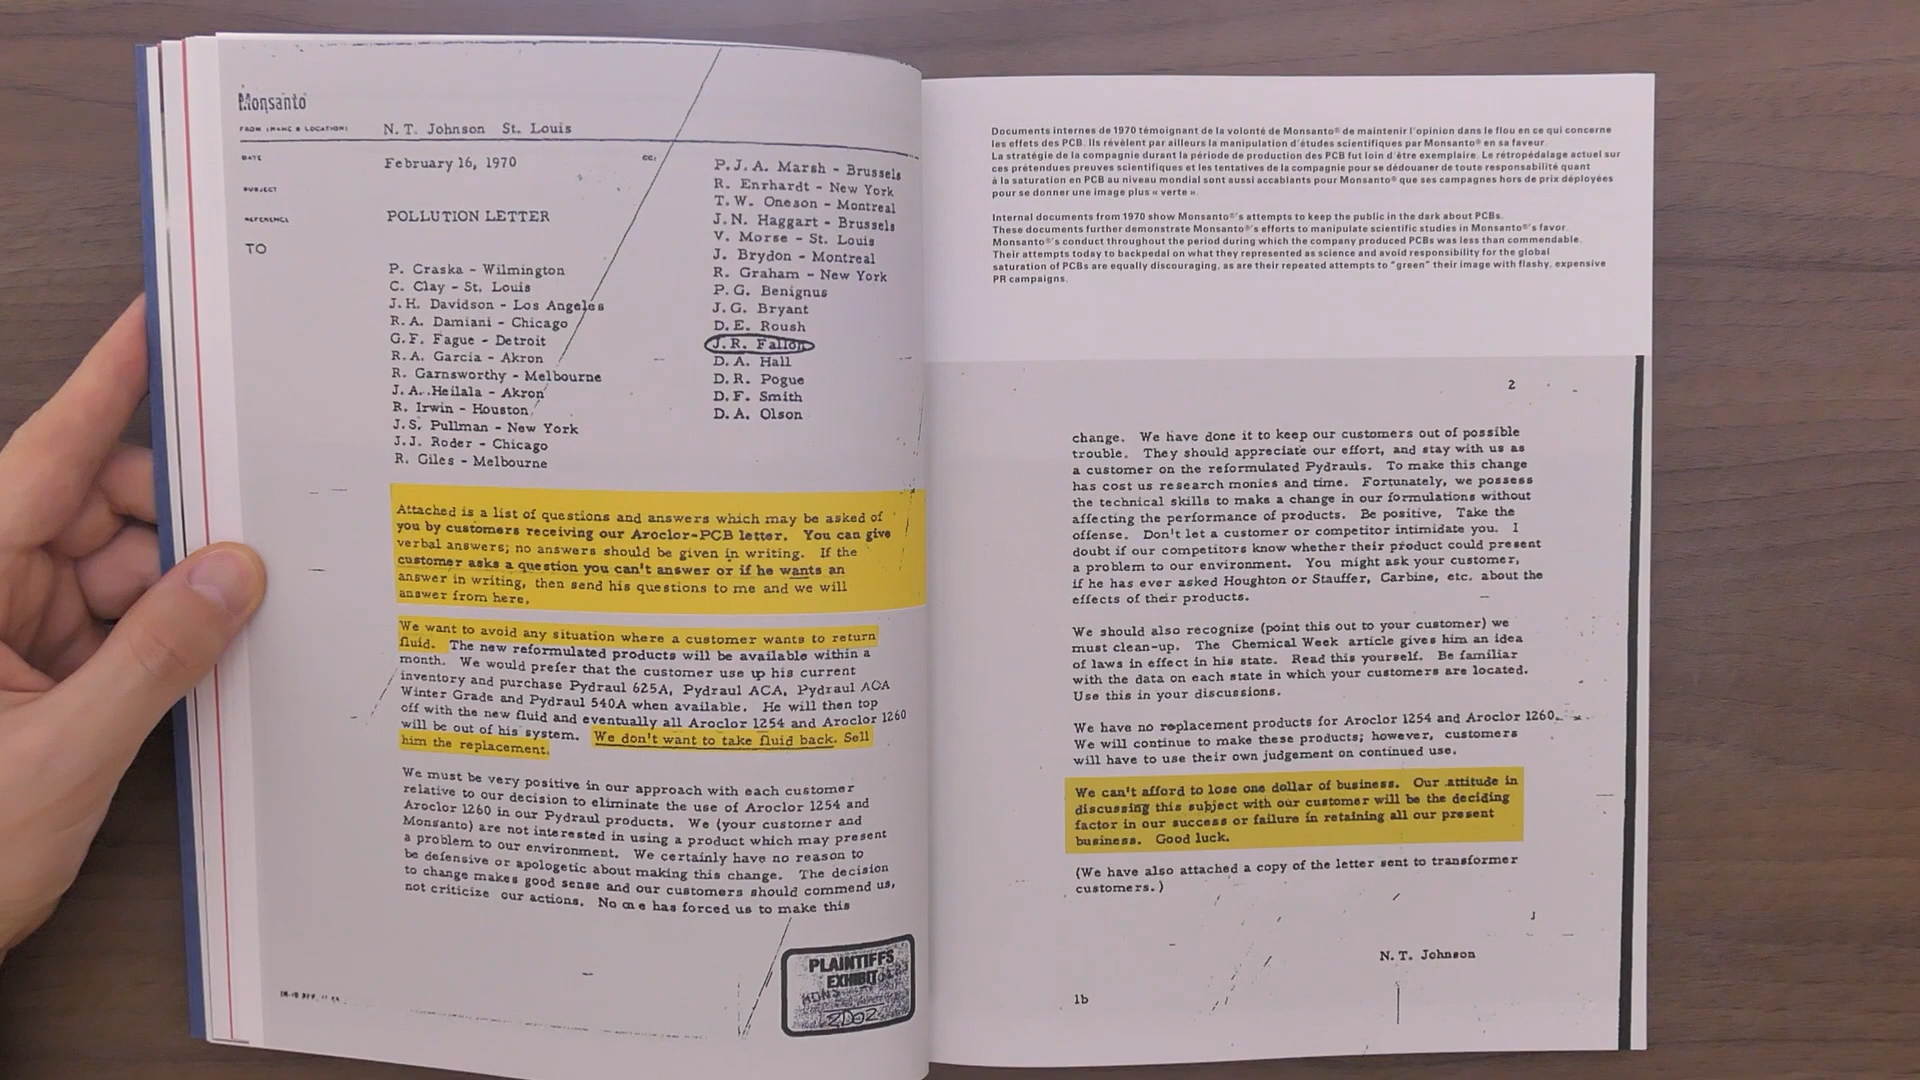 Monsanto
FROM (NAME & LOCATION) N. T. Johnson St. Louis
DATE February 16, 1970
SUBJECT
REFERENCE POLLUTION LETTER
TO
P. Craska - Wilmington
C. Clay - St. Louis
J. H. Davidson - Los Angeles
R. A. Damiani - Chicago
G. F. Fague - Detroit
R. A. Garcia - Akron
R. Garnsworthy - Melbourne
J. A. Heilala - Akron
R. Irwin - Houston
J. S. Pullman - New York
J. J. Roder - Chicago
R. Giles - Melbourne
CC:
P. J. A. Marsh - Brussels
R. Enrhardt - New York
T. W. Oneson - Montreal
J. N. Haggart - Brussels
V. Morse - St. Louis
J. Brydon - Montreal
R. Graham - New York
P. G. Benignus
J. G. Bryant
D. E. Roush
J. R. Fallon
D. A. Hall
D. R. Pogue
D. F. Smith
D. A. Olson
Attached is a list of questions and answers which may be asked of
you by customers receiving our Aroclor-PCB letter. You can give
verbal answers; no answers should be given in writing. If the
customer asks a question you can't answer or if he wants an
answer in writing, then send his questions to me and we will
answer from here.
We want to avoid any situation where a customer wants to return
fluid. The new reformulated products will be available within a
month. We would prefer that the customer use up his current
inventory and purchase Pydraul 625A, Pydraul ACA, Pydraul AOA
Winter Grade and Pydraul 540A when available. He will then top
off with the new fluid and eventually all Aroclor 1254 and Aroclor 1260
will be out of his system. We don't want to take fluid back. Sell
him the replacement.
We must be very positive in our approach with each customer
relative to our decision to eliminate the use of Aroclor 1254 and
Aroclor 1260 in our Pydraul products. We (your customer and
Monsanto) are not interested in using a product which may present
a problem to our environment. We certainly have no reason to
be defensive or apologetic about making this change. The decision
to change makes good sense and our customers should commend us,
not criticize our actions. No one has forced us to make this
PLAINTIFF'S
EXHIBIT
Documents internes de 1970 témoignant de la volonté de Monsanto® de maintenir l'opinion dans le flou en ce qui concerne
les effets des PCB. Ils révèlent par ailleurs la manipulation d'études scientifiques par Monsanto® en sa faveur.
La stratégie de la compagnie durant la période de production des PCB fut loin d'être exemplaire. Le rétropédalage actuel sur
ces prétendues preuves scientifiques et les tentatives de la compagnie pour se dédouaner de toute responsabilité quant
à la saturation en PCB au niveau mondial sont aussi accablants pour Monsanto® que ses campagnes hors de prix déployées
pour se donner une image plus « verte ».
Internal documents from 1970 show Monsanto®'s attempts to keep the public in the dark about PCBs.
These documents further demonstrate Monsanto®'s efforts to manipulate scientific studies in Monsanto®'s favor.
Monsanto®'s conduct throughout the period during which the company produced PCBs was less than commendable.
Their attempts today to backpedal on what they represented as science and avoid responsibility for the global
saturation of PCBs are equally discouraging, as are their repeated attempts to "green" their image with flashy, expensive
PR campaigns.
2
change. We have done it to keep our customers out of possible
trouble. They should appreciate our effort, and stay with us as
a customer on the reformulated Pydrauls. To make this change
has cost us research monies and time. Fortunately, we possess
the technical skills to make a change in our formulations without
affecting the performance of products. Be positive. Take the
offense. Don't let a customer or competitor intimidate you. I
doubt if our competitors know whether their product could present
a problem to our environment. You might ask your customer,
if he has ever asked Houghton or Stauffer, Carbine, etc. about the
effects of their products.
We should also recognize (point this out to your customer) we
must clean-up. The Chemical Week article gives him an idea
of laws in effect in his state. Read this yourself. Be familiar
with the data on each state in which your customers are located.
Use this in your discussions.
We have no replacement products for Aroclor 1254 and Aroclor 1260.
We will continue to make these products; however, customers
will have to use their own judgement on continued use.
We can't afford to lose one dollar of business. Our attitude in
discussing this subject with our customer will be the deciding
factor in our success or failure in retaining all our present
business. Good luck.
(We have also attached a copy of the letter sent to transformer
customers.)
N. T. Johnson
1b